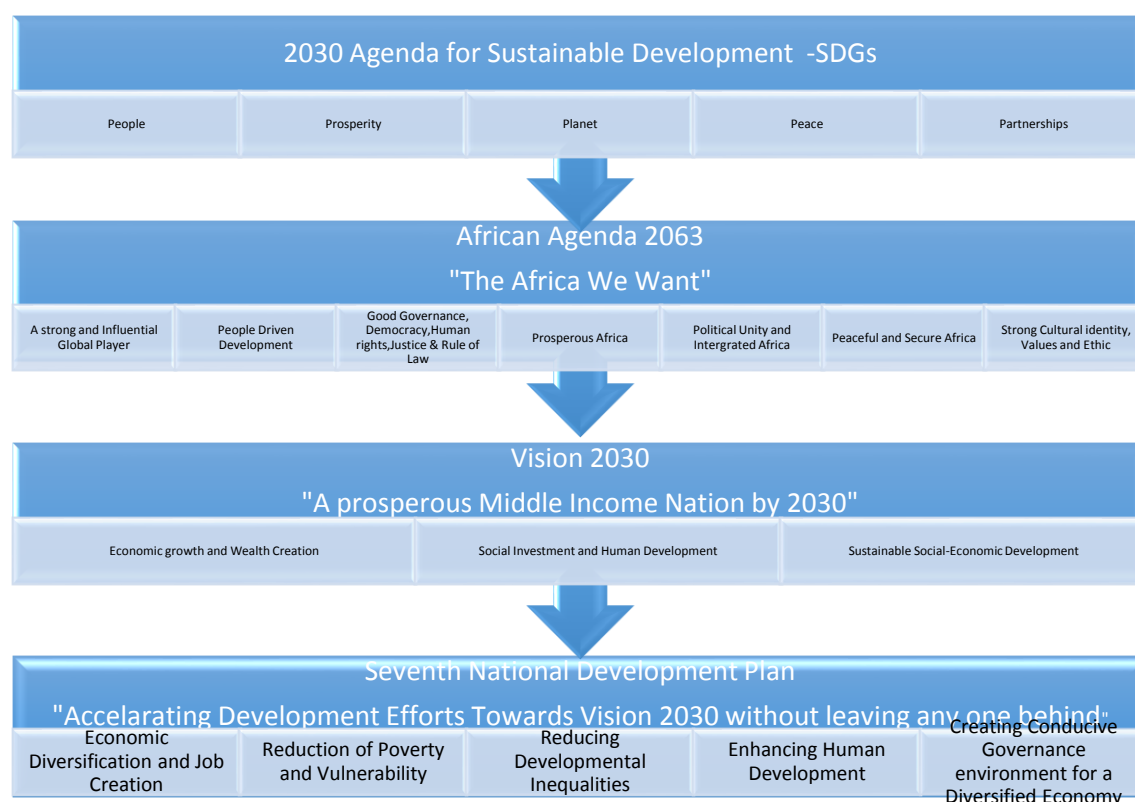 2030 Agenda for Sustainable Development -SDGs
People
Prosperity
Planet
Peace
Partnerships
African Agenda 2063
"The Africa We Want"
A strong and Influential
Global Player
People Driven
Development
Good Governance,
Democracy,Human
rights,Justice & Rule of
Law
Prosperous Africa
Political Unity and
Intergrated Africa
Peaceful and Secure Africa
Strong Cultural identity,
Values and Ethic
Vision 2030
"A prosperous Middle Income Nation by 2030"
Economic growth and Wealth Creation
Social Investment and Human Development
Sustainable Social-Economic Development
Seventh National Development Plan
"Accelarating Development Efforts Towards Vision 2030 without leaving any one behind"
Economic
Diversification and Job
Creation
Reduction of Poverty
and Vulnerability
Reducing
Developmental
Inequalities
Enhancing Human
Development
Creating Conducive
Governance
environment for a
Diversified Economy